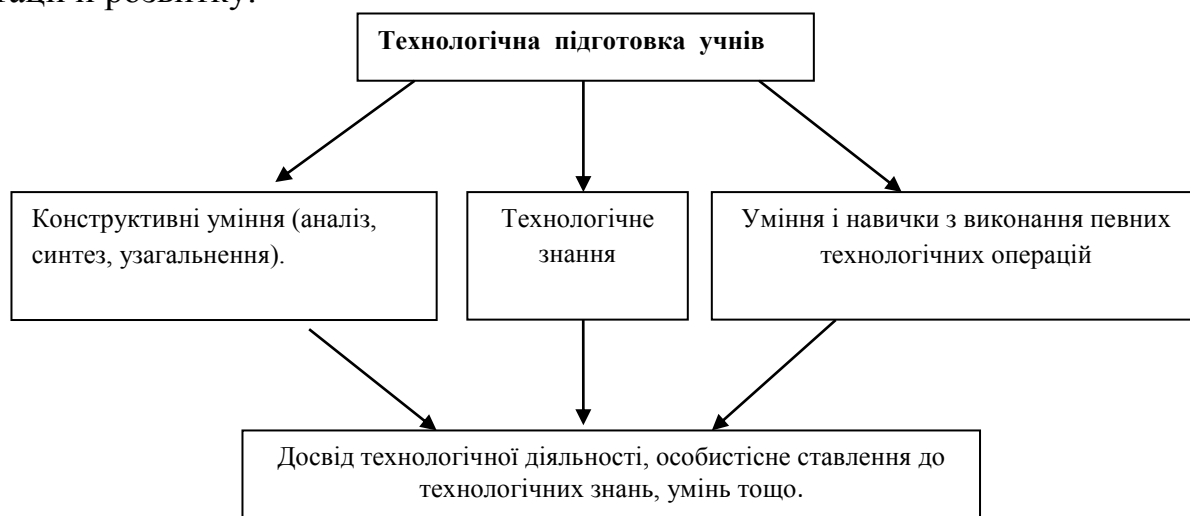 розвитку.
Технологічна підготовка учнів
Конструктивні уміння (аналіз,
синтез, узагальнення).
Технологічне
знання
Уміння і навички з виконання певних
технологічних операцій
Досвід технологічної діяльності, особистісне ставлення до
технологічних знань, умінь тощо.